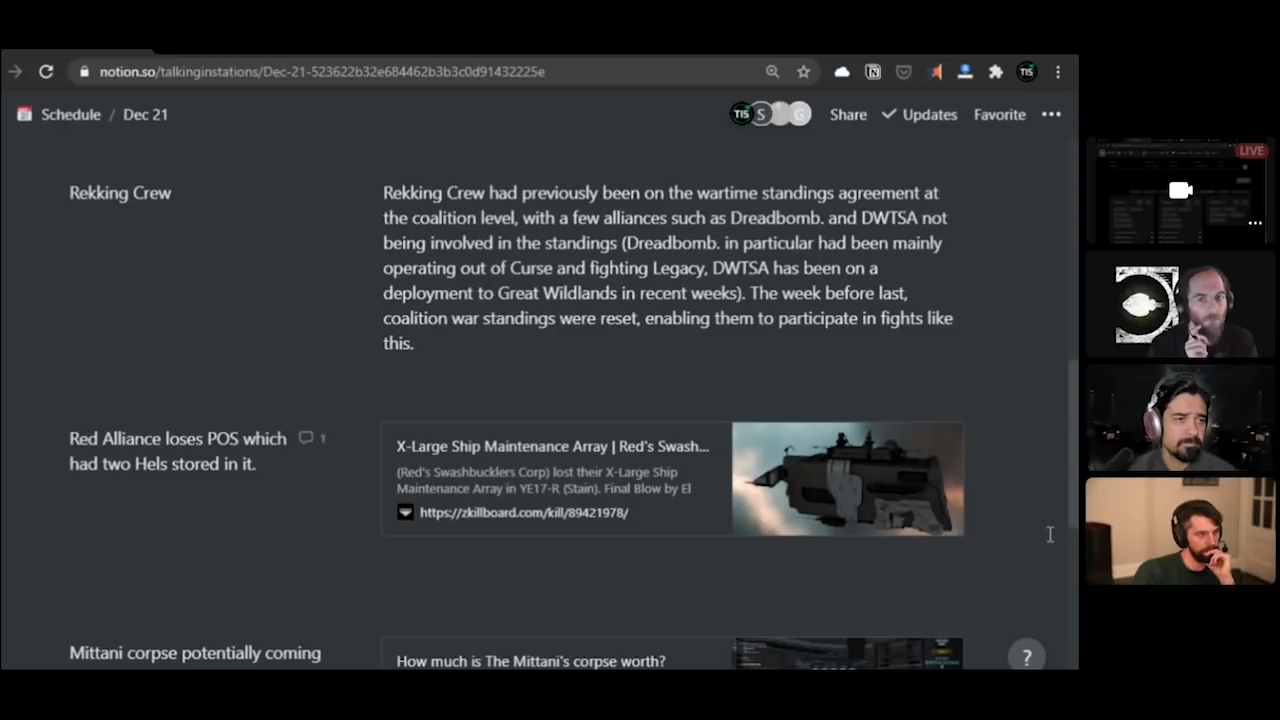 notion.so/talkinginstations/Dec-21-523622b32e684462b3b3c0d91432225e
TIS
Schedule / Dec 21
TIS S G Share Updates Favorite
LIVE
Rekking Crew
Rekking Crew had previously been on the wartime standings agreement at
the coalition level, with a few alliances such as Dreadbomb. and DWTSA not
being involved in the standings (Dreadbomb. in particular had been mainly
operating out of Curse and fighting Legacy, DWTSA has been on a
deployment to Great Wildlands in recent weeks). The week before last,
coalition war standings were reset, enabling them to participate in fights like
this.
Red Alliance loses POS which 1
had two Hels stored in it.
X-Large Ship Maintenance Array | Red's Swash...
(Red's Swashbucklers Corp) lost their X-Large Ship
Maintenance Array in YE17-R (Stain). Final Blow by El
https://zkillboard.com/kill/89421978/
Mittani corpse potentially coming
How much is The Mittani's corpse worth?
?